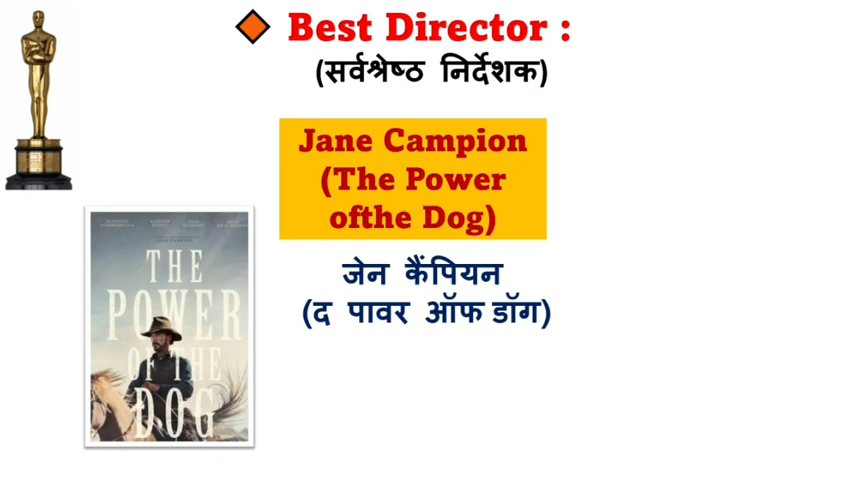 Best Director :
(सर्वश्रेष्ठ निर्देशक)
Jane Campion
(The Power
ofthe Dog)
जेन कैंपियन
(द पावर ऑफ डॉग)
THE
POWER
OF THE
DOG